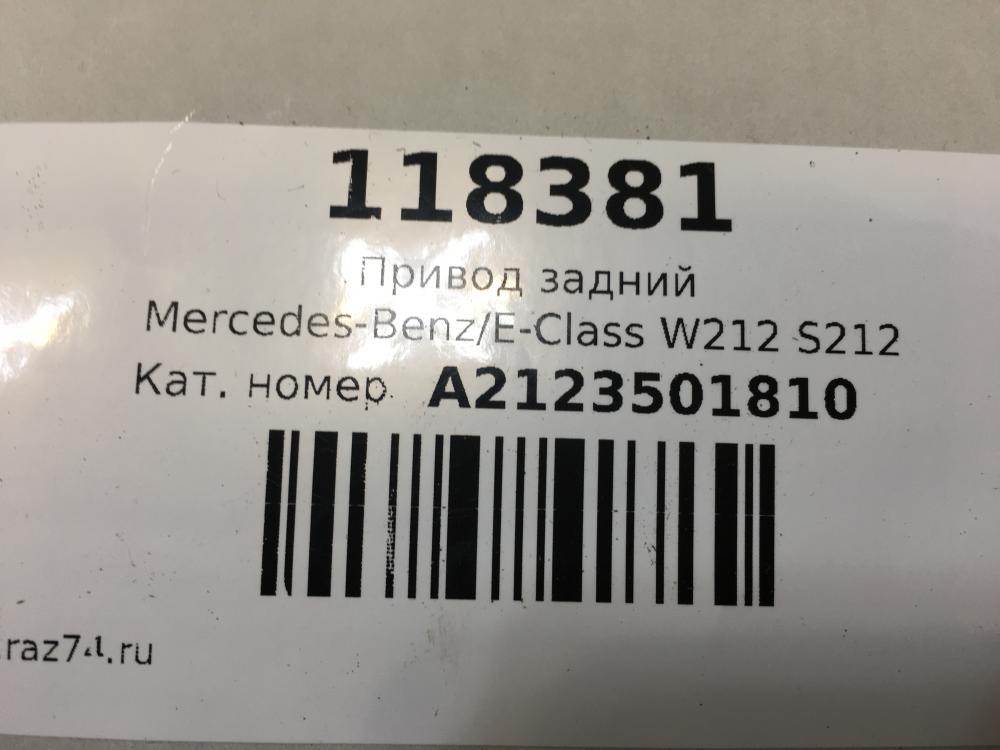 118381
Привод задний
Mercedes-Benz/E-Class W212 S212
Кат. номер A2123501810
raz74.ru